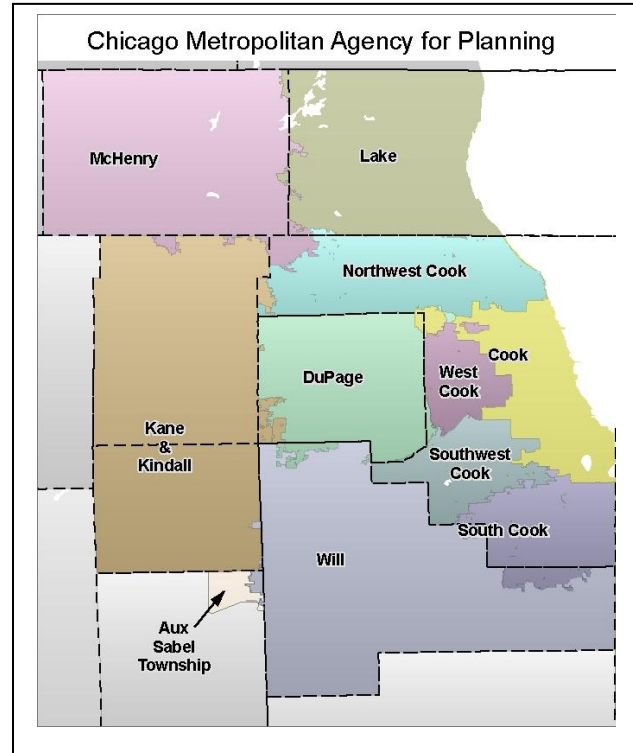 Chicago Metropolitan Agency for Planning
McHenry
Lake
Northwest Cook
Cook
DuPage
West
Cook
Kane
&
Kindall
Southwest
Cook
South Cook
Will
Aux
Sabel
Township